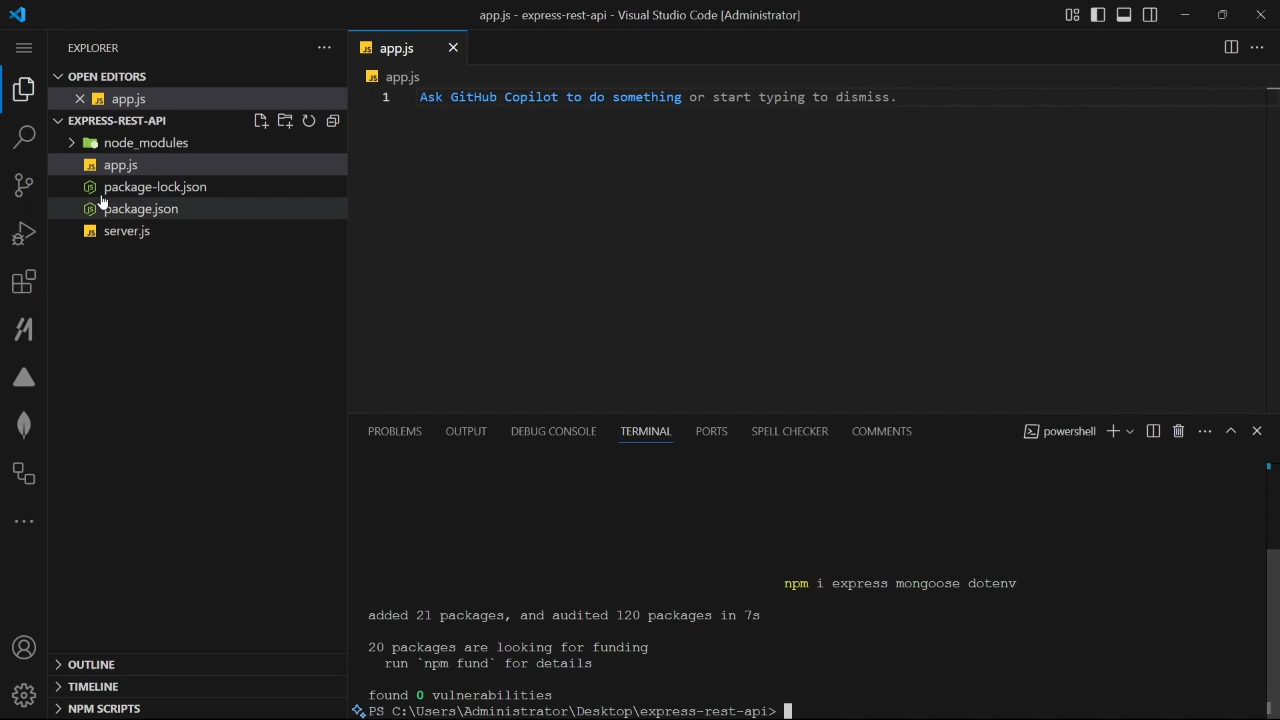 app.js - express-rest-api - Visual Studio Code [Administrator]
EXPLORER
OPEN EDITORS
app.js
EXPRESS-REST-API
node_modules
app.js
package-lock.json
package.json
server.js
OUTLINE
TIMELINE
NPM SCRIPTS
app.js
app.js
1 Ask GitHub Copilot to do something or start typing to dismiss.
PROBLEMS OUTPUT DEBUG CONSOLE TERMINAL PORTS SPELL CHECKER COMMENTS
powershell
npm i express mongoose dotenv
added 21 packages, and audited 120 packages in 7s
20 packages are looking for funding
run `npm fund` for details
found 0 vulnerabilities
PS C:\Users\Administrator\Desktop\express-rest-api>